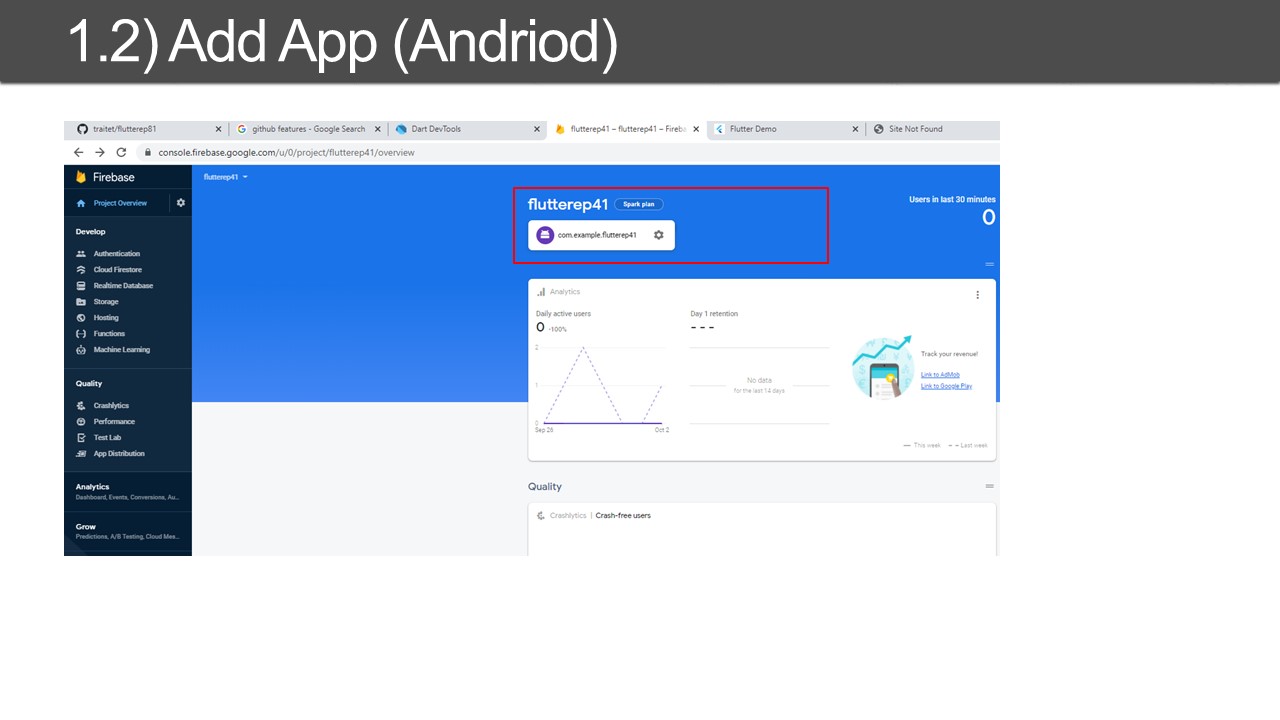 1.2) Add App (Andriod)
traitet/flutterep81
github features - Google Search
Dart DevTools
flutterep41 – flutterep41 – Fireba
Flutter Demo
Site Not Found
console.firebase.google.com/u/0/project/flutterep41/overview
Firebase
flutterep41
Project Overview
flutterep41 Spark plan
com.example.flutterep41
Users in last 30 minutes
0
Develop
Authentication
Cloud Firestore
Realtime Database
Storage
Hosting
Functions
Machine Learning
Quality
Crashlytics
Performance
Test Lab
App Distribution
Analytics
Dashboard, Events, Conversions, Au...
Grow
Predictions, A/B Testing, Cloud Mee...
Analytics
Daily active users
0 -100%
2
1
0
Sep 26
Oct 2
Day 1 retention
- - -
No data
for the last 14 days
Track your revenue!
Link to AdMob
Link to Google Play
This week
Last week
Quality
Crashlytics | Crash-free users